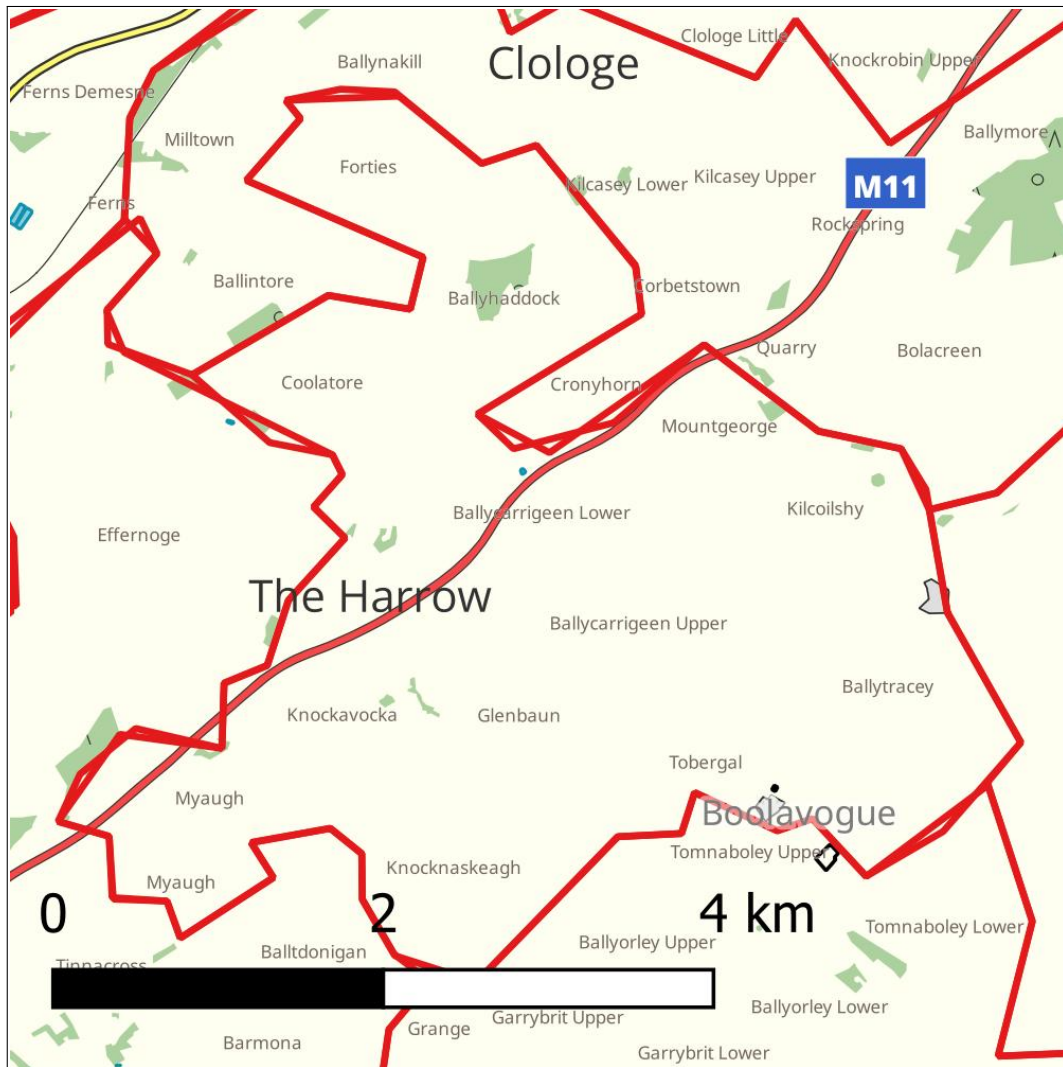 Clologe Little
Clologe
Knockrobin Upper
Ballynakill
Ferns Demesne
Ballymore
Milltown
Forties
Kilcasey Lower
Kilcasey Upper
M11
Ferns
Rockspring
Ballintore
Corbetstown
Ballyhaddock
Quarry
Bolacreen
Coolatore
Cronyhorn
Mountgeorge
Ballycarrigeen Lower
Kilcoilshy
Effernoge
The Harrow
Ballycarrigeen Upper
Ballytracey
Knockavocka
Glenbaun
Tobergal
Myaugh
Boolavogue
Tomnaboley Upper
Knocknaskeagh
Myaugh
0 2 4 km
Tomnaboley Lower
Ballyorley Upper
Balltdonigan
Tinnacross
Ballyorley Lower
Garrybrit Upper
Grange
Barmona
Garrybrit Lower